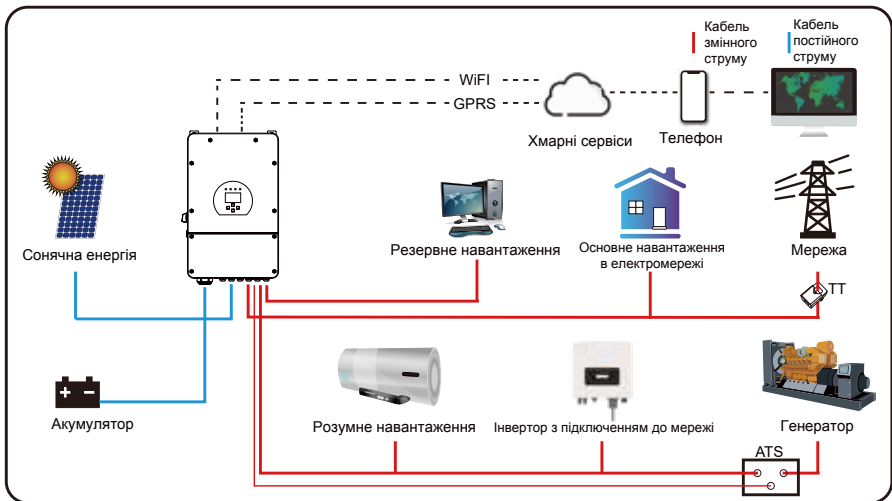 Кабель
змінного
струму
Кабель
постійного
струму
WiFI
GPRS
Хмарні сервіси
Телефон
Сонячна енергія
Резервне навантаження
Основне навантаження
в електромережі
Мережа
ТТ
Акумулятор
Розумне навантаження
Інвертор з підключенням до мережі
Генератор
ATS